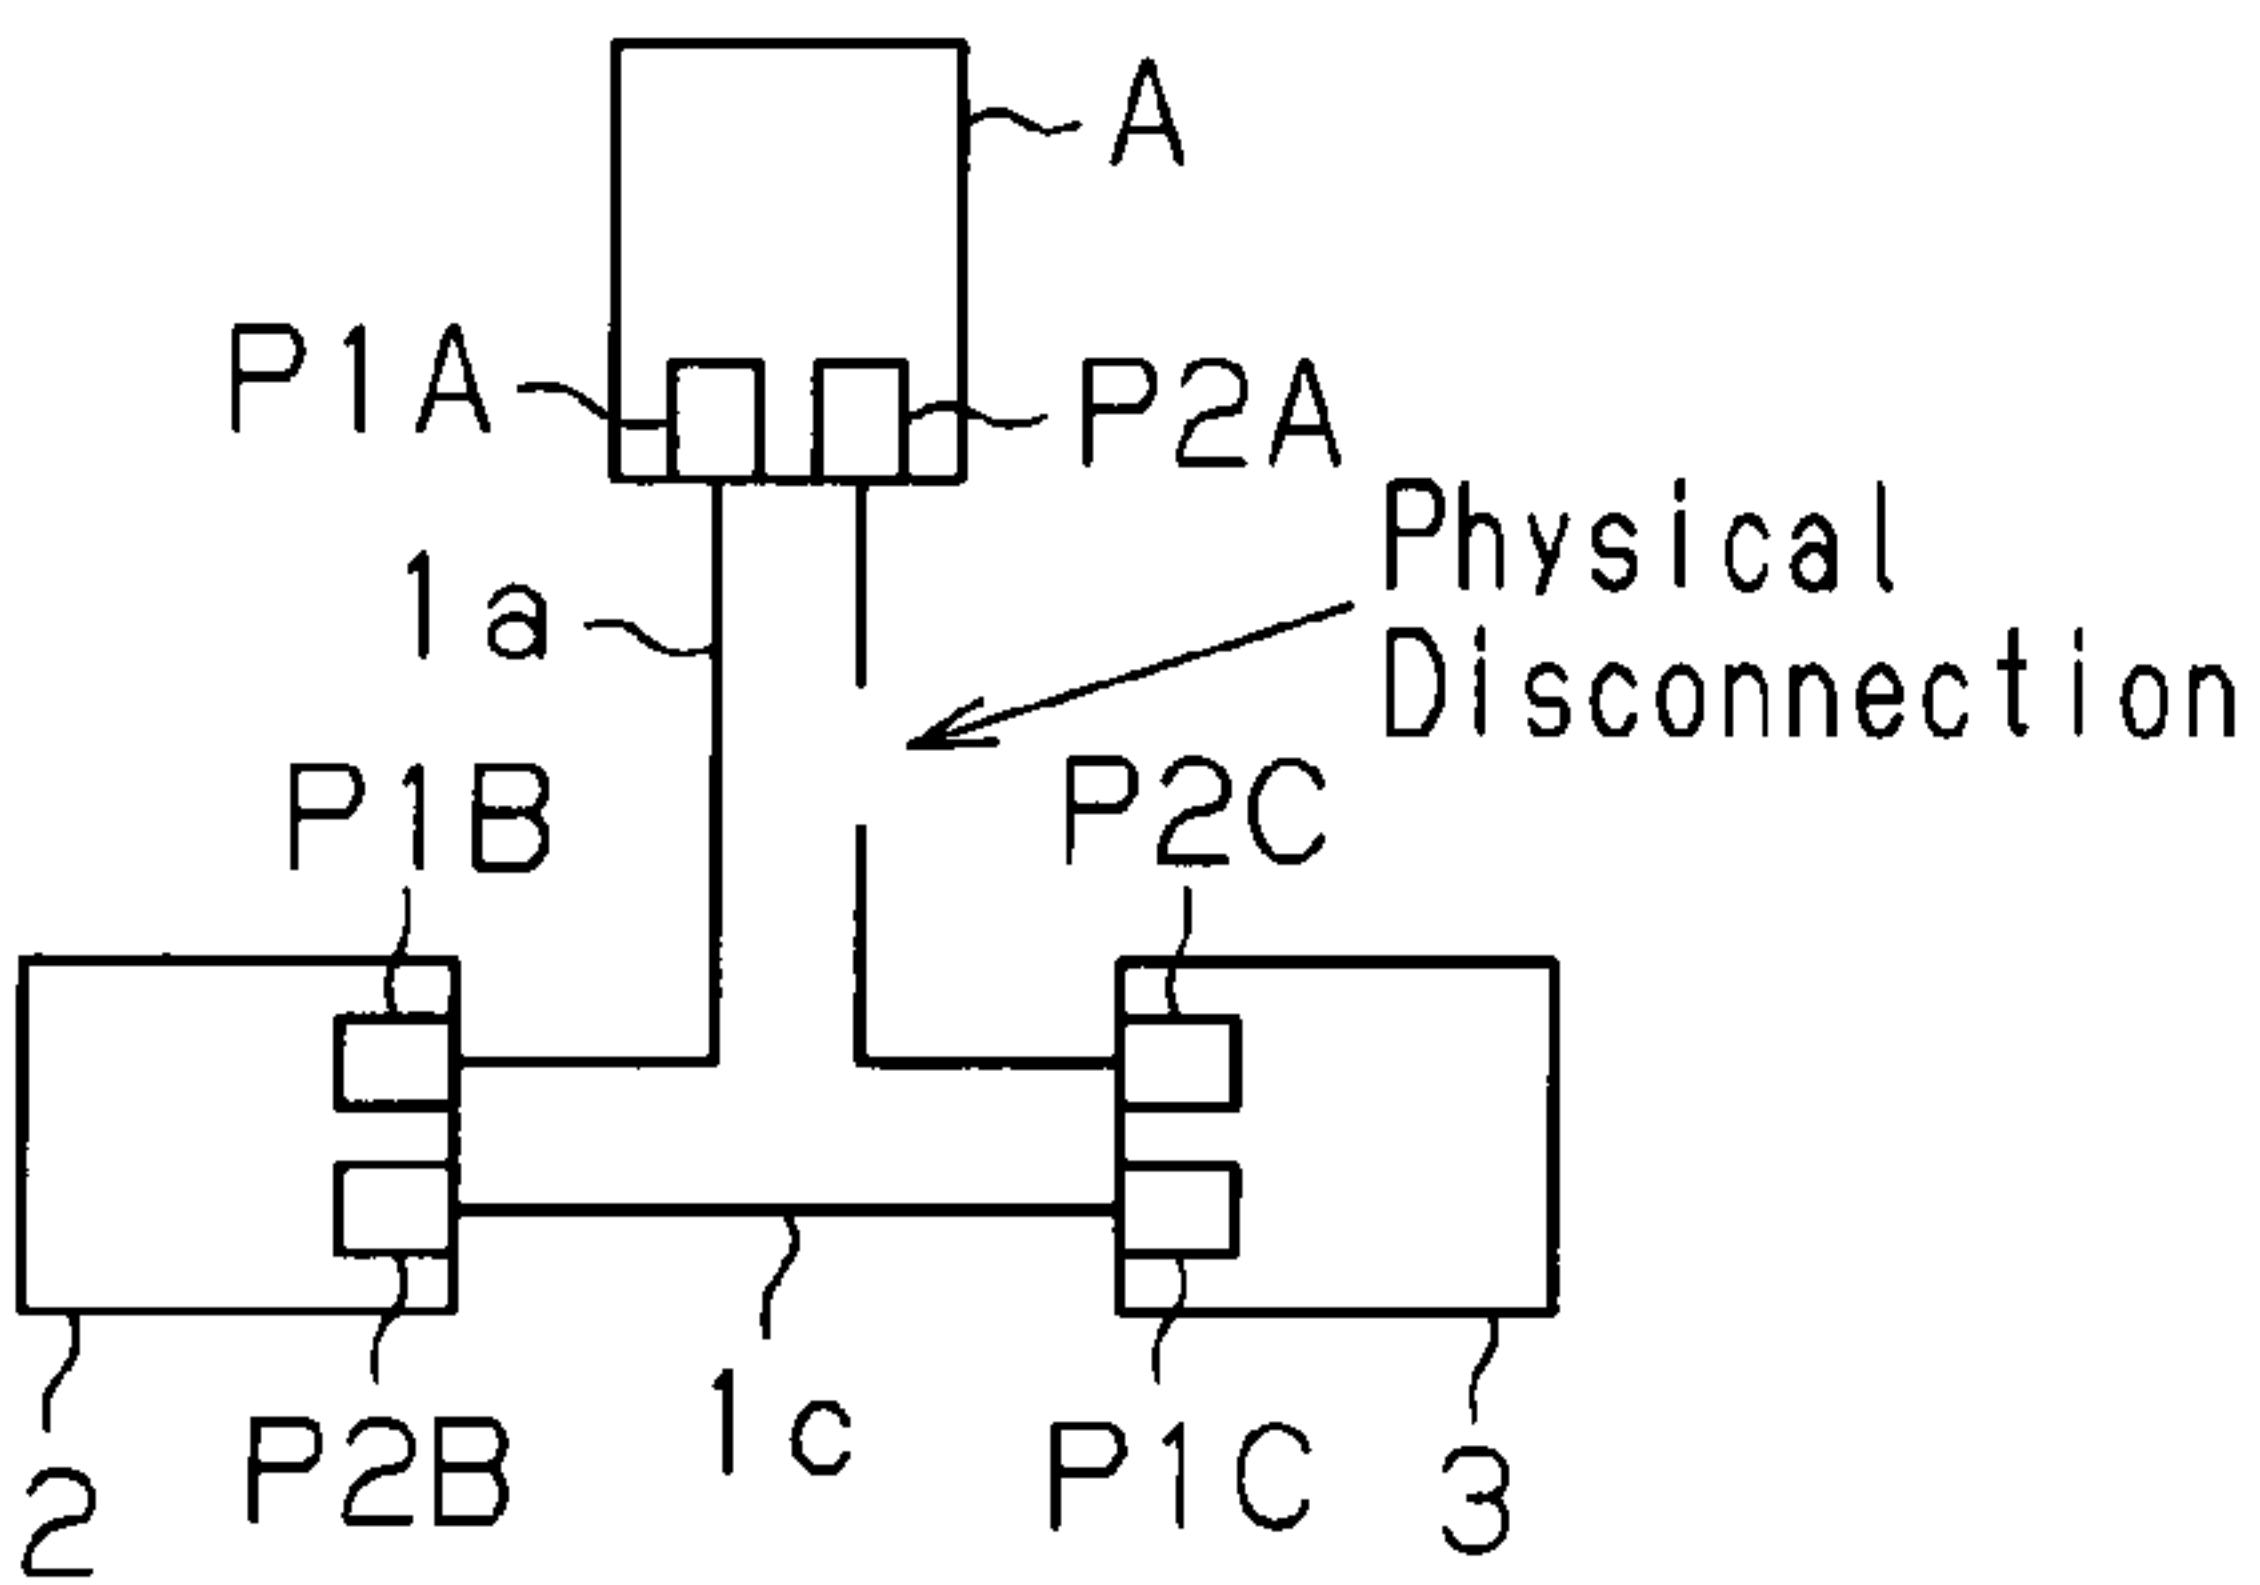 A
P1A
P2A
Physical
Disconnection
1a
P1B
P2C
1c
P2B
P1C
2
3